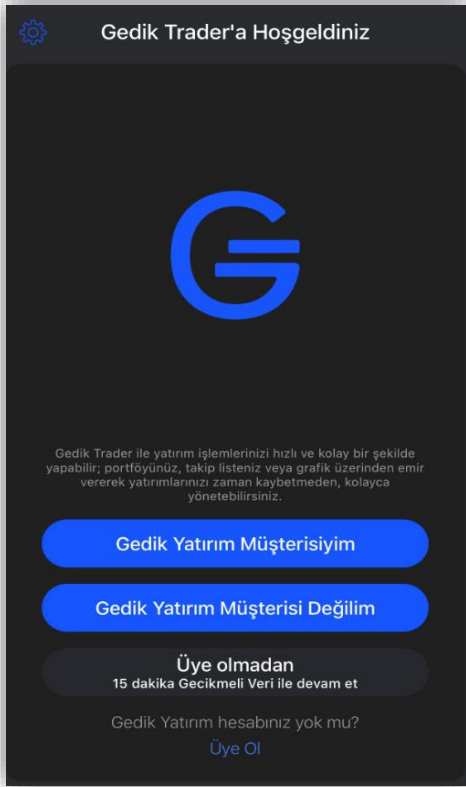 Gedik Trader'a Hoşgeldiniz
Gedik Trader ile yatırım işlemlerinizi hızlı ve kolay bir şekilde
yapabilir; portföyünüz, takip listeniz veya grafik üzerinden emir
vererek yatırımlarınızı zaman kaybetmeden, kolayca
yönetebilirsiniz.
Gedik Yatırım Müşterisiyim
Gedik Yatırım Müşterisi Değilim
Üye olmadan
15 dakika Gecikmeli Veri ile devam et
Gedik Yatırım hesabınız yok mu?
Üye Ol